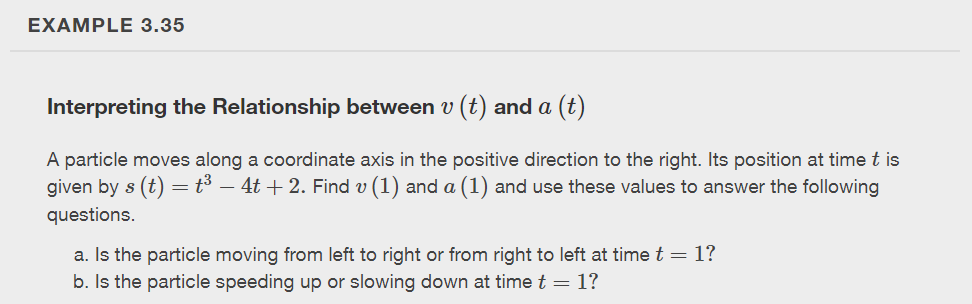 EXAMPLE 3.35
Interpreting the Relationship between v (t) and a (t)
A particle moves along a coordinate axis in the positive direction to the right. Its position at time t is
given by s (t) = t³ − 4t + 2. Find v (1) and a (1) and use these values to answer the following
questions.
a. Is the particle moving from left to right or from right to left at time t = 1?
b. Is the particle speeding up or slowing down at time t = 1?